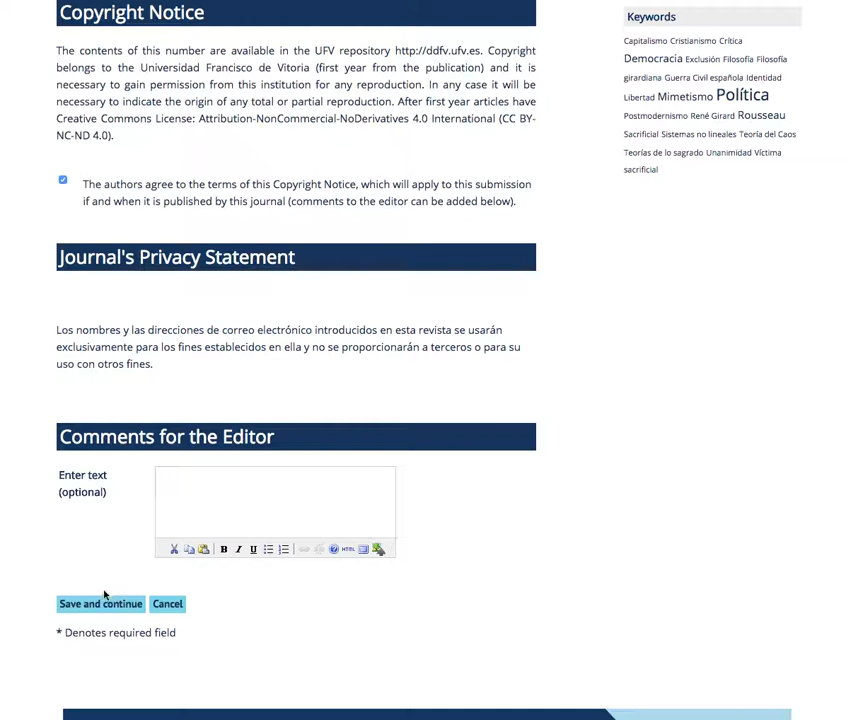 Copyright Notice
The contents of this number are available in the UFV repository http://ddfv.ufv.es. Copyright
belongs to the Universidad Francisco de Vitoria (first year from the publication) and it is
necessary to gain permission from this institution for any reproduction. In any case it will be
necessary to indicate the origin of any total or partial reproduction. After first year articles have
Creative Commons License: Attribution-NonCommercial-NoDerivatives 4.0 International (CC BY-
NC-ND 4.0).
The authors agree to the terms of this Copyright Notice, which will apply to this submission
if and when it is published by this journal (comments to the editor can be added below).
Journal's Privacy Statement
Los nombres y las direcciones de correo electrónico introducidos en esta revista se usarán
exclusivamente para los fines establecidos en ella y no se proporcionarán a terceros o para su
uso con otros fines.
Comments for the Editor
Enter text
(optional)
B I U HTML
Save and continue Cancel
* Denotes required field
Keywords
Capitalismo Cristianismo Crítica
Democracia Exclusión Filosofía Filosofía
girardiana Guerra Civil española Identidad
Libertad Mimetismo Política
Postmodernismo René Girard Rousseau
Sacrificial Sistemas no lineales Teoría del Caos
Teorías de lo sagrado Unanimidad Víctima
sacrificial